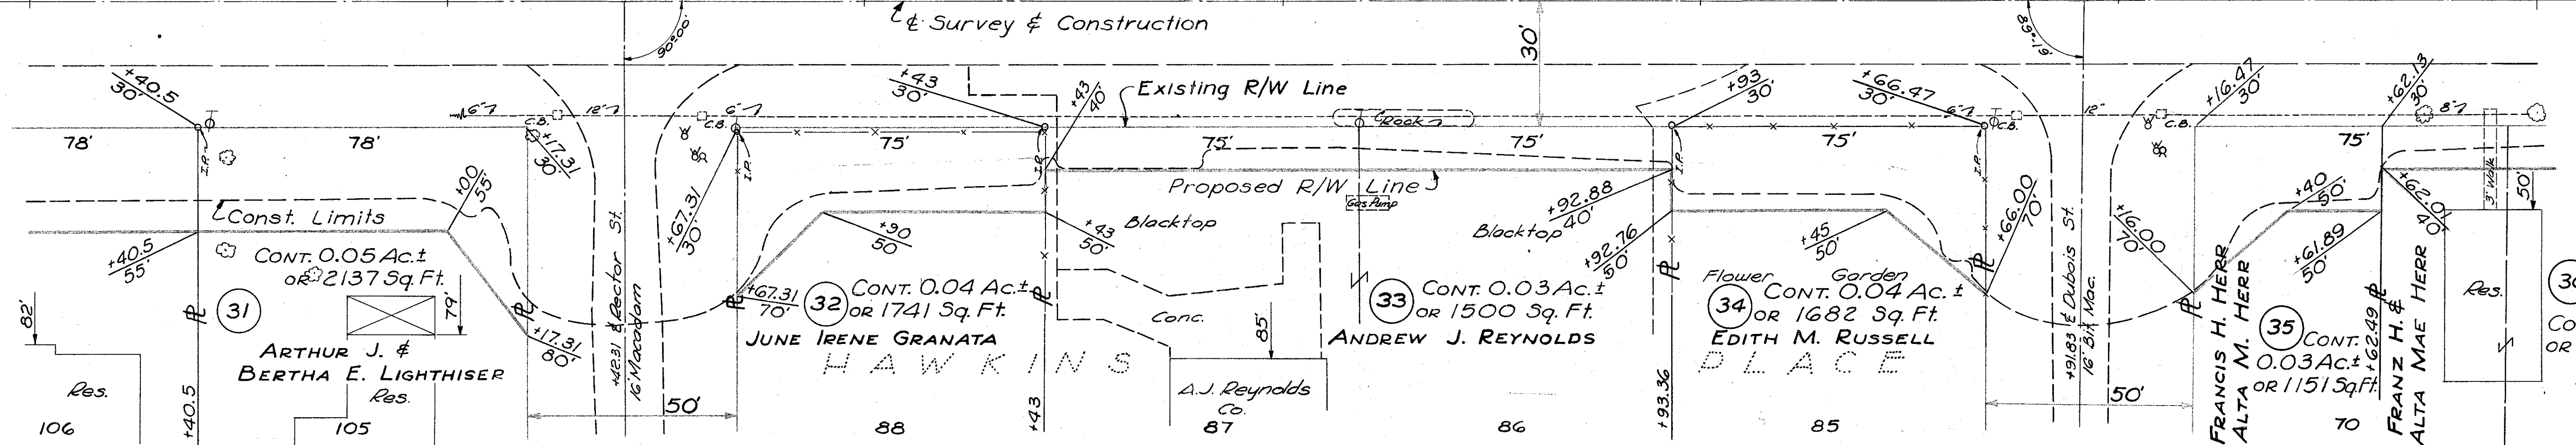 ℄ Survey & Construction
90°00'
30'
89°-19'
+40.5
30'
+43
30'
+43
40'
Existing R/W Line
+93
30'
+66.47
30'
+16.47
30'
+62.13
30'
6"
12"
6"
6"
12"
8"
C.B.
C.B.
Rack
C.B.
C.B.
78'
78'
+17.31
30'
75'
75'
75'
75'
75'
I.P.
I.P.
I.P.
I.P.
I.P.
3' Walk
50'
+00
55'
+67.31
30'
Proposed R/W Line
Gas Pump
+92.88
40'
+66.00
70'
+40
50'
+62.01
40'
Const. Limits
+90
50
+43
50'
Blacktop
Blacktop
+45
50'
+16.00
70'
+61.89
50'
+40.5
55'
+92.76
50'
CONT. 0.05 Ac.±
OR 2137 Sq. Ft.
31
79'
82'
+67.31
70'
32
CONT. 0.04 Ac.±
OR 1741 Sq. Ft.
JUNE IRENE GRANATA
33
CONT. 0.03 Ac.±
OR 1500 Sq. Ft.
ANDREW J. REYNOLDS
Flower Garden
34
CONT. 0.04 Ac.±
OR 1682 Sq. Ft.
EDITH M. RUSSELL
35
CONT.
0.03 Ac.±
OR 1151 Sq. Ft.
FRANCIS H. HERR
ALTA M. HERR
FRANZ H. &
ALTA MAE HERR
+62.49 ℙL
Res.
CO
OR
ARTHUR J. &
BERTHA E. LIGHTHISER
+17.31
80'
+42.31 ℄ Rector St.
16' Macadam
+91.83 ℄ Dubois St.
16' Bit. Mac.
Conc.
85'
HAWKINS PLACE
A.J. Reynolds
Co.
Res.
Res.
50'
50'
+40.5
+43
+93.36
106
105
88
87
86
85
70